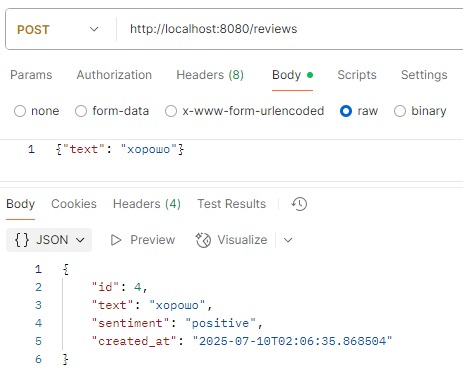 POST http://localhost:8080/reviews
Params Authorization Headers (8) Body Scripts Settings
none form-data x-www-form-urlencoded raw binary
1 {"text": "хорошо"}
Body Cookies Headers (4) Test Results
{} JSON Preview Visualize
1 {
2 "id": 4,
3 "text": "хорошо",
4 "sentiment": "positive",
5 "created_at": "2025-07-10T02:06:35.868504"
6 }